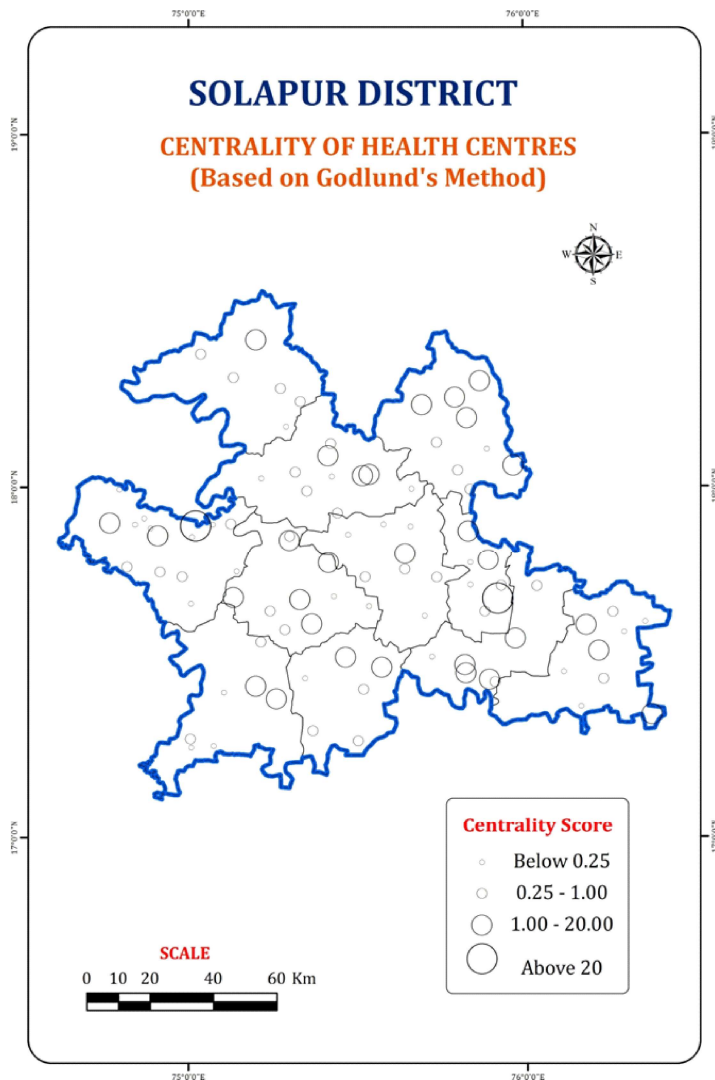 75°0'0"E 76°0'0"E
SOLAPUR DISTRICT
19°0'0"N
CENTRALITY OF HEALTH CENTRES
(Based on Godlund's Method)
N
W E
S
18°0'0"N
17°0'0"N
Centrality Score
Below 0.25
0.25 - 1.00
1.00 - 20.00
Above 20
SCALE
0 10 20 40 60 Km
75°0'0"E 76°0'0"E